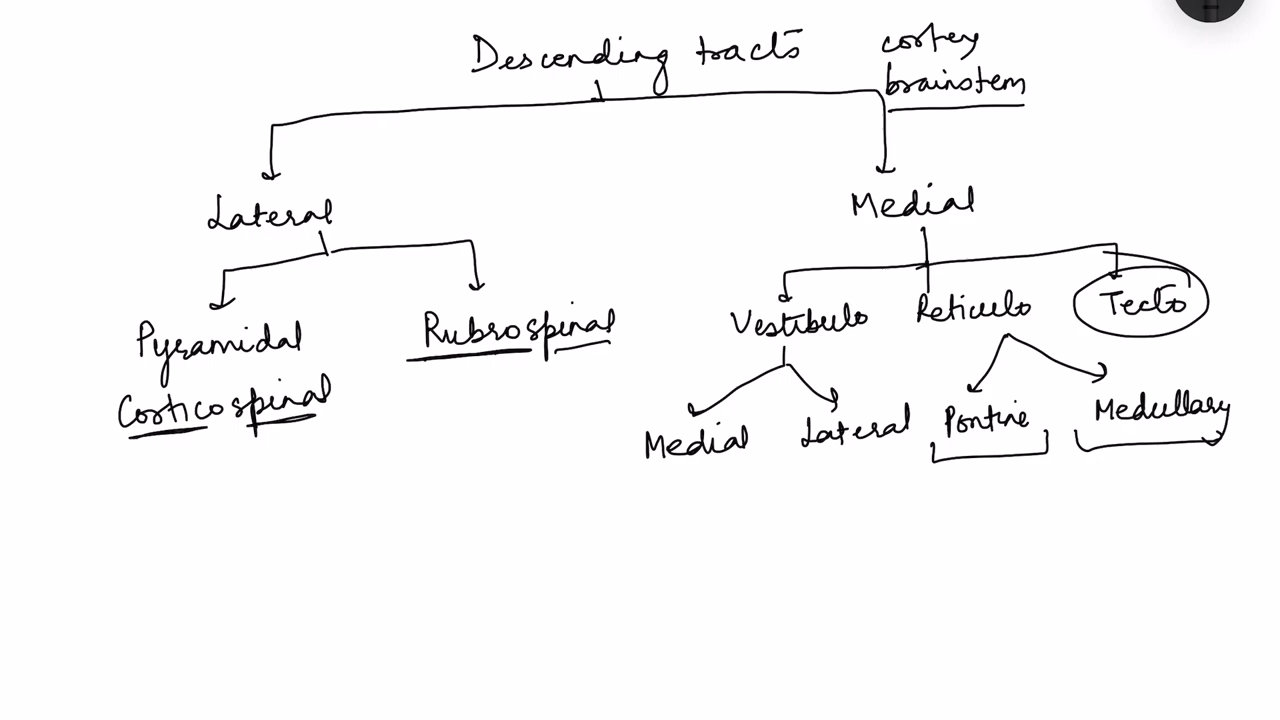 Descending tracts
cortex
brainstem
Lateral
Medial
Pyramidal
Corticospinal
Rubrospinal
Vestibulo
Reticulo
Tecto
Medial
Lateral
Pontine
Medullary